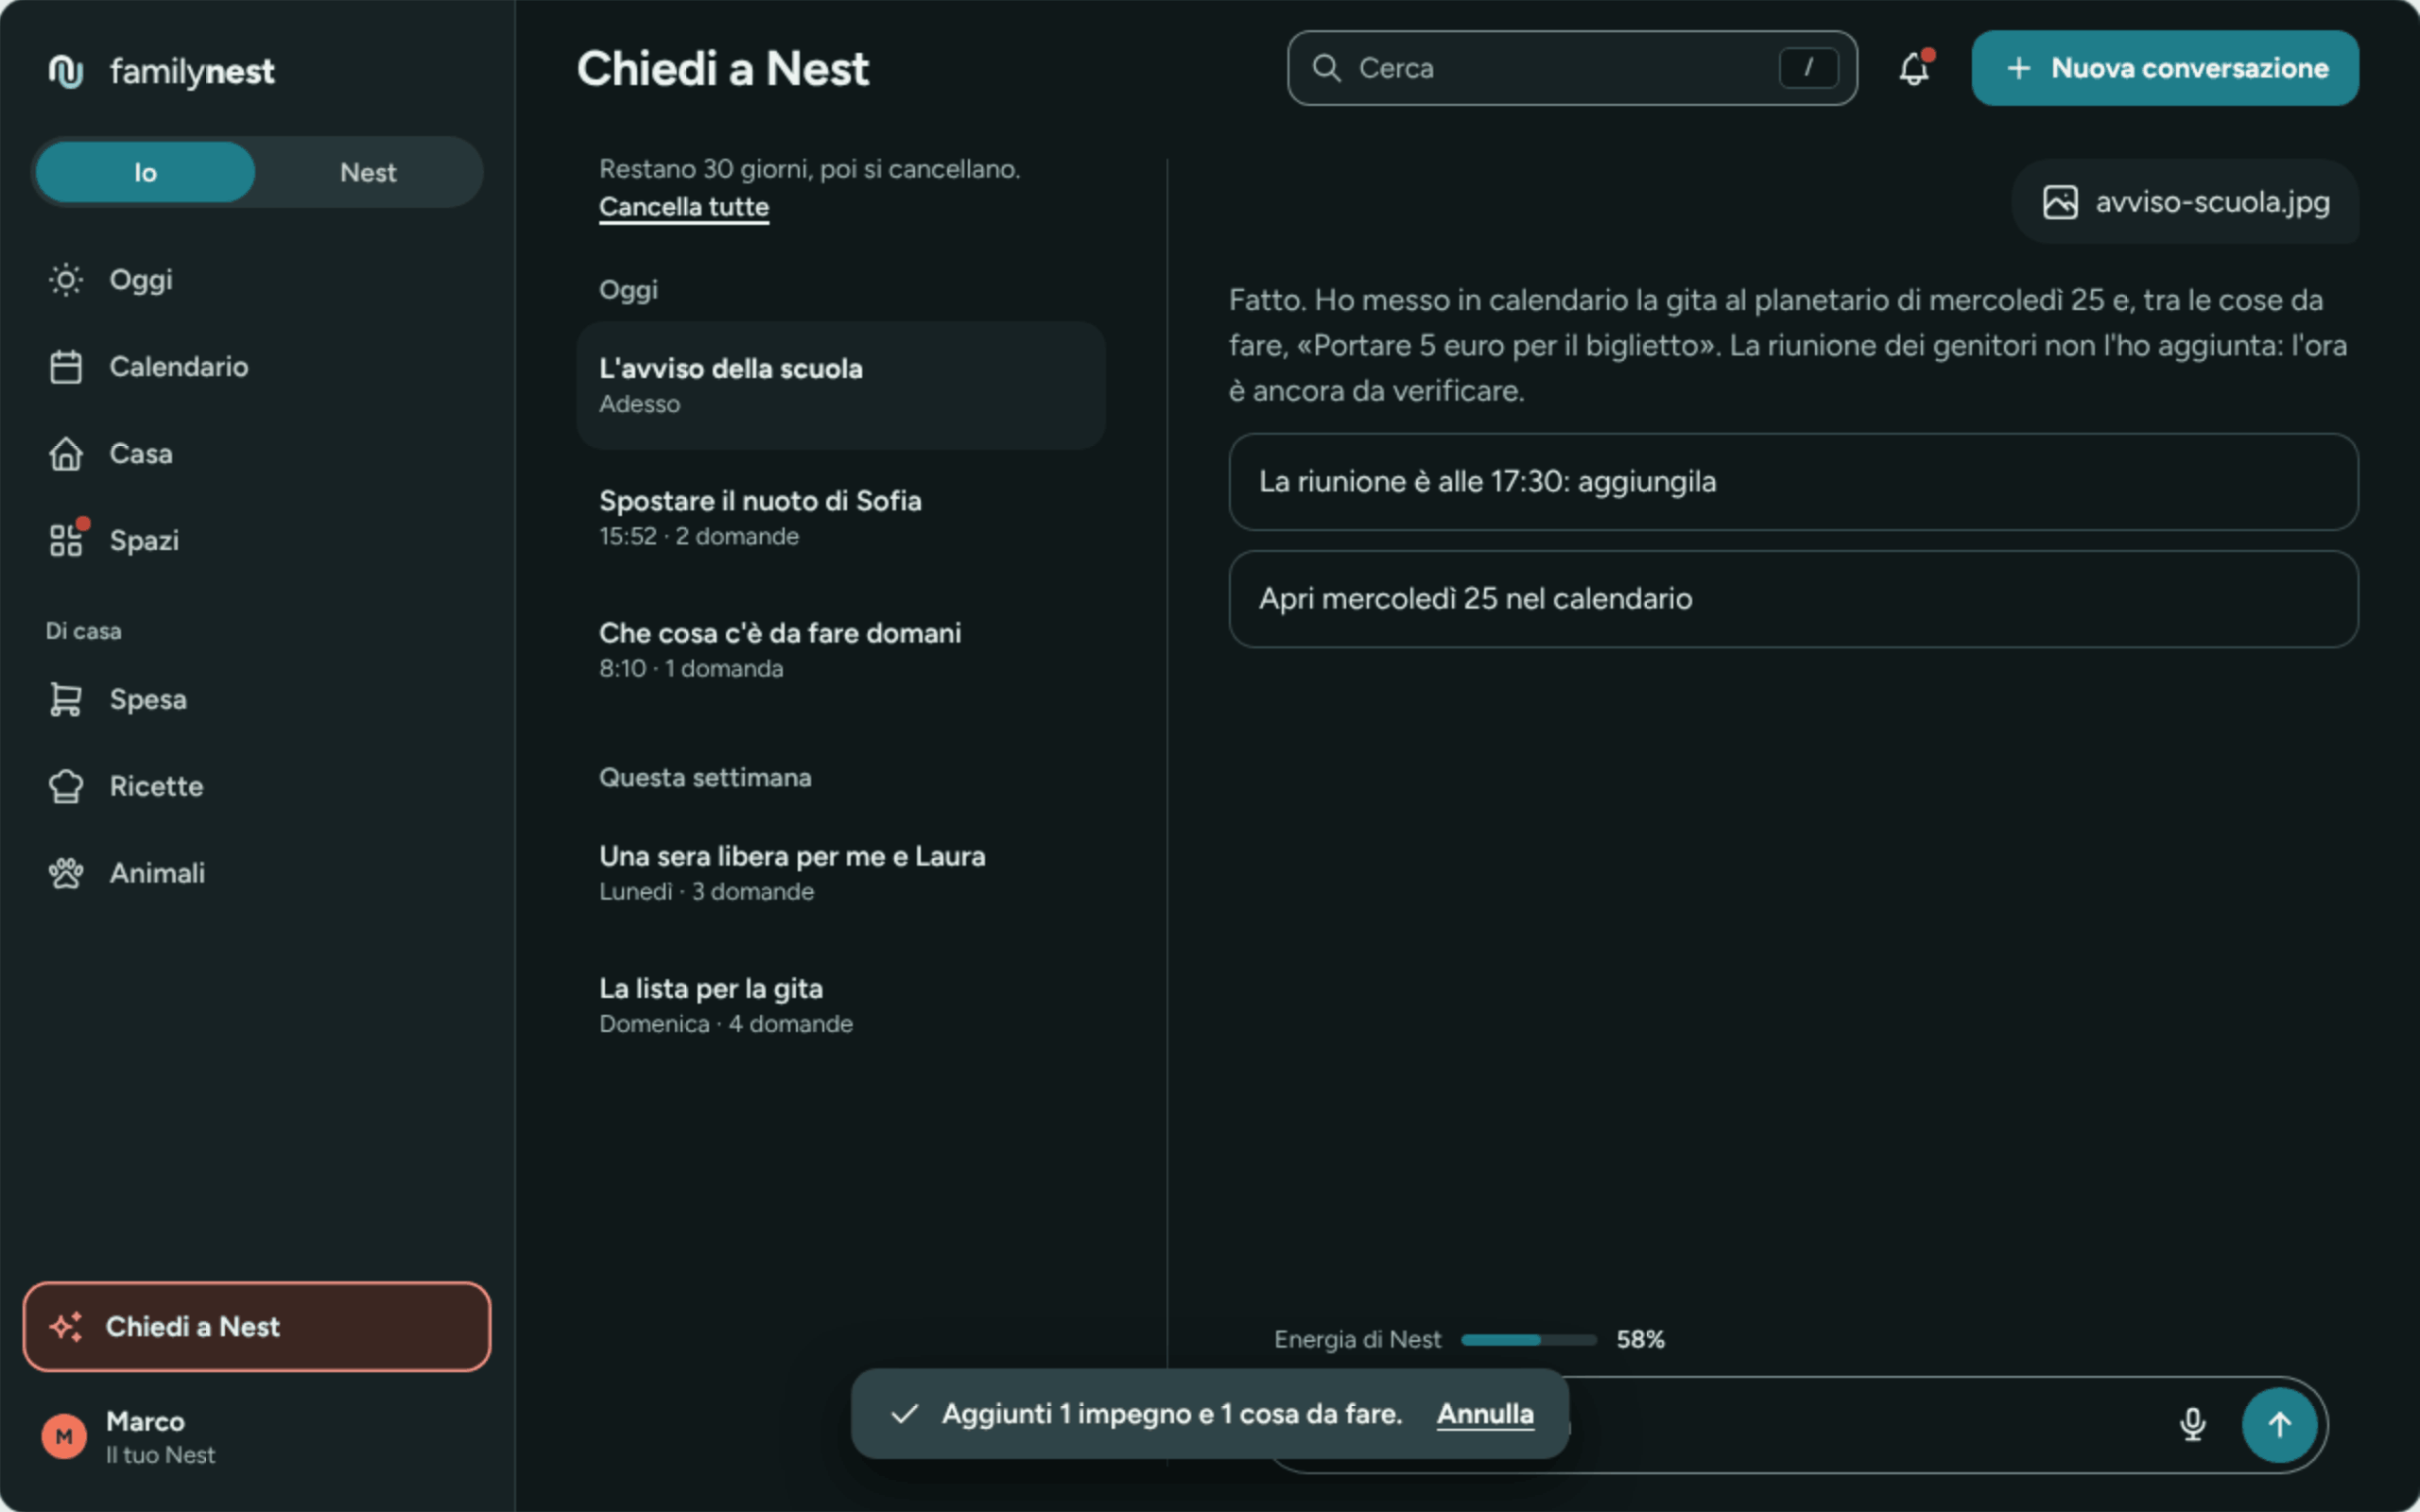 familynest
Io
Nest
Oggi
Calendario
Casa
Spazi
Di casa
Spesa
Ricette
Animali
Chiedi a Nest
M
Marco
Il tuo Nest
Chiedi a Nest
Cerca
/
Nuova conversazione
Restano 30 giorni, poi si cancellano.
Cancella tutte
Oggi
L'avviso della scuola
Adesso
Spostare il nuoto di Sofia
15:52 · 2 domande
Che cosa c'è da fare domani
8:10 · 1 domanda
Questa settimana
Una sera libera per me e Laura
Lunedì · 3 domande
La lista per la gita
Domenica · 4 domande
avviso-scuola.jpg
Fatto. Ho messo in calendario la gita al planetario di mercoledì 25 e, tra le cose da
fare, «Portare 5 euro per il biglietto». La riunione dei genitori non l'ho aggiunta: l'ora
è ancora da verificare.
La riunione è alle 17:30: aggiungila
Apri mercoledì 25 nel calendario
Energia di Nest
58%
Aggiunti 1 impegno e 1 cosa da fare.
Annulla